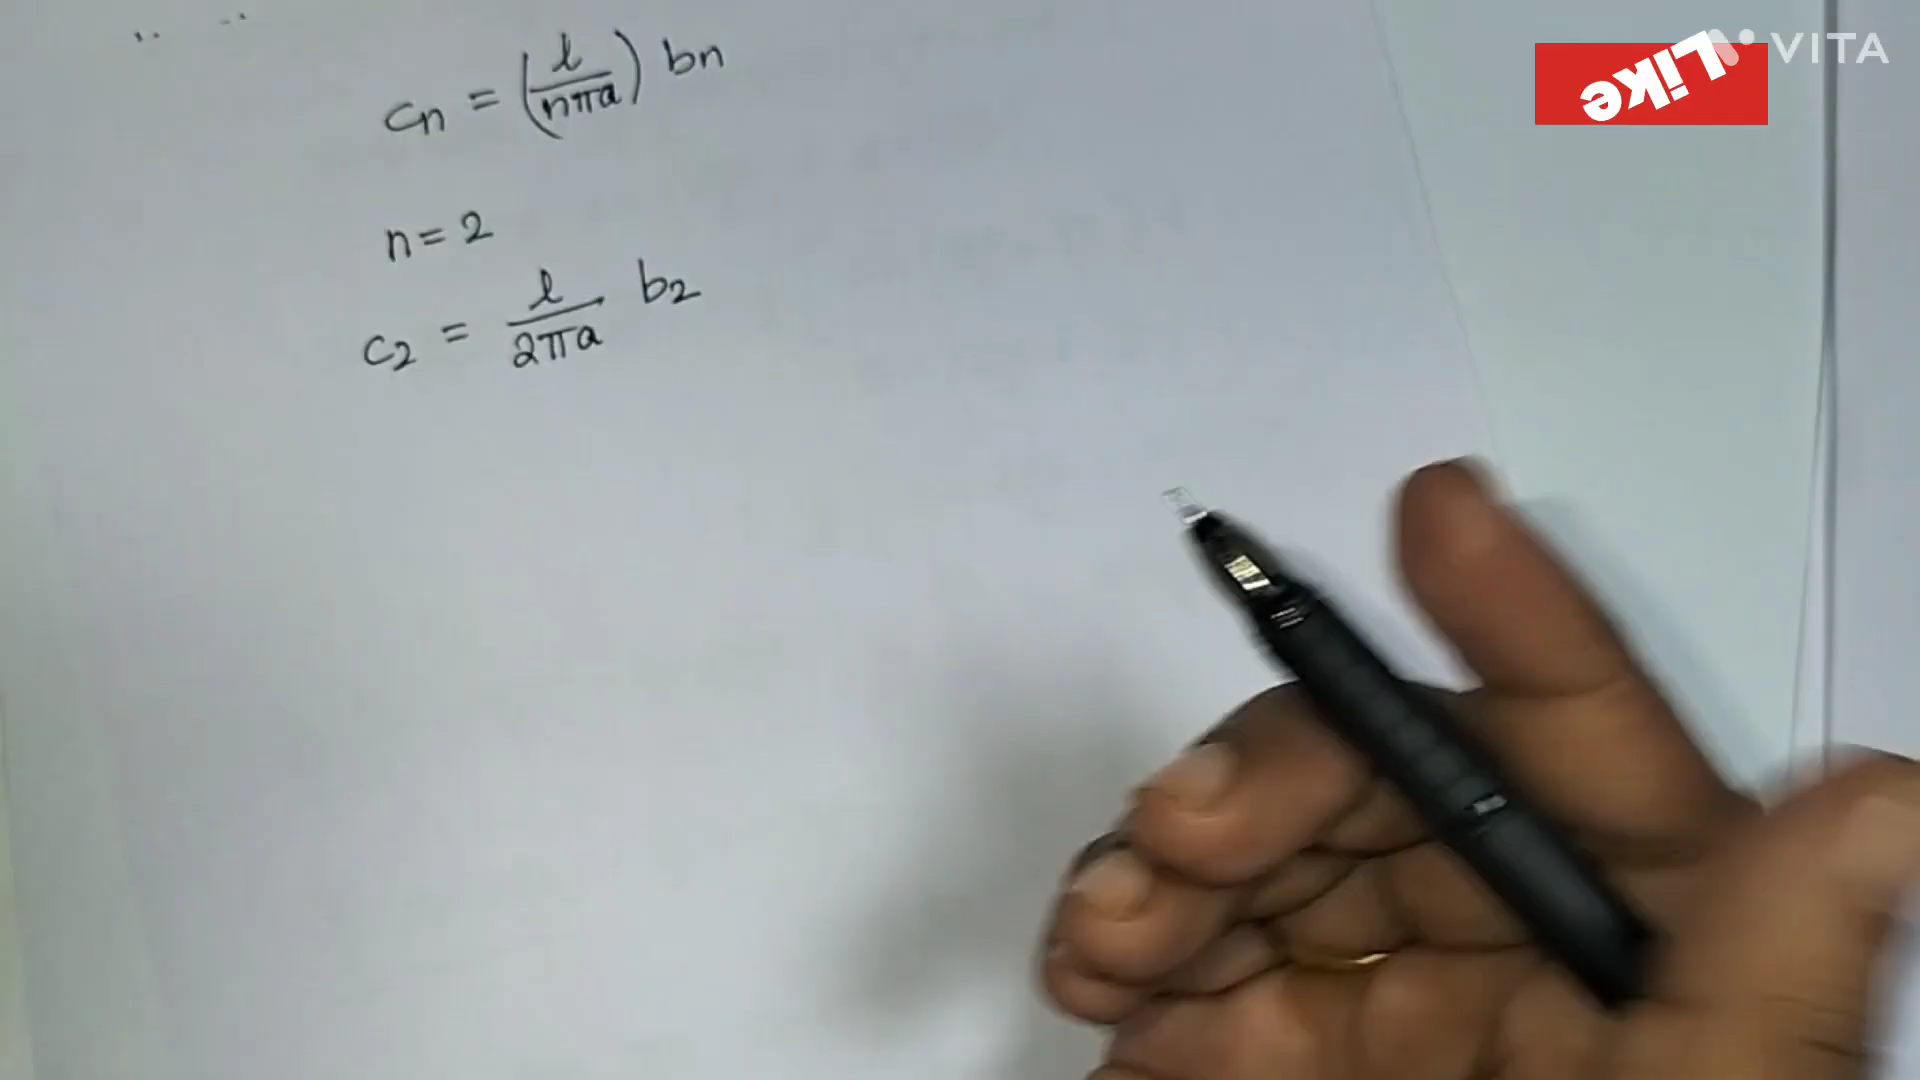 cn = (l/nπa) bn
n = 2
c2 = l/2πa b2
Like
VITA